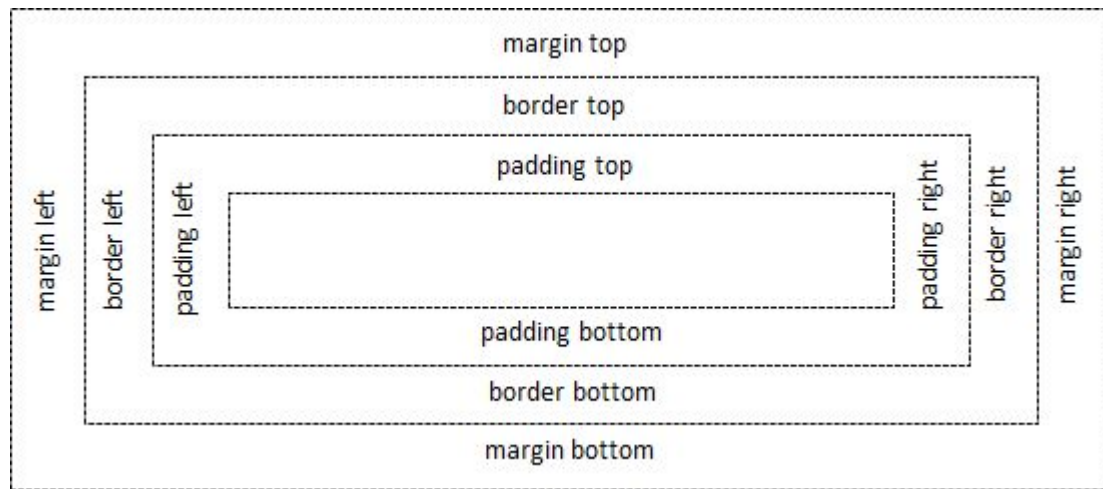 margin top
border top
padding top
margin left
border left
padding left
padding right
border right
margin right
padding bottom
border bottom
margin bottom